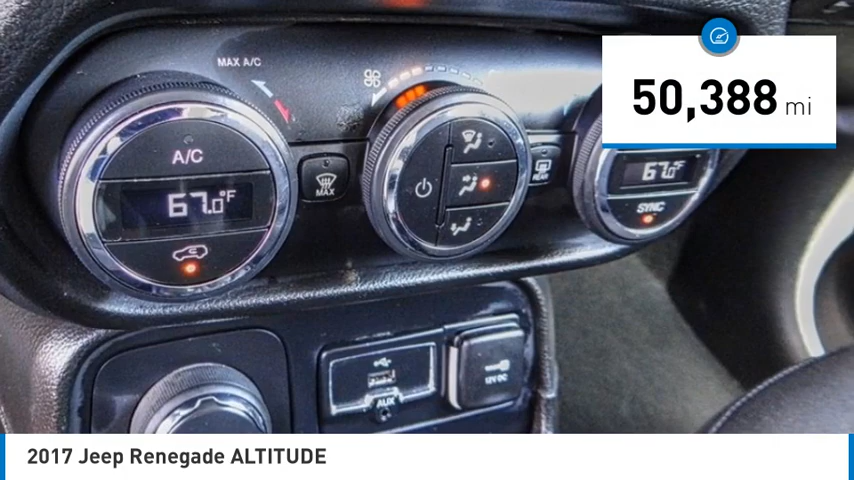 MAX A/C
50,388 mi
A/C
67.0°F
MAX
REAR
67.0°F
SYNC
AUX
12V DC
2017 Jeep Renegade ALTITUDE